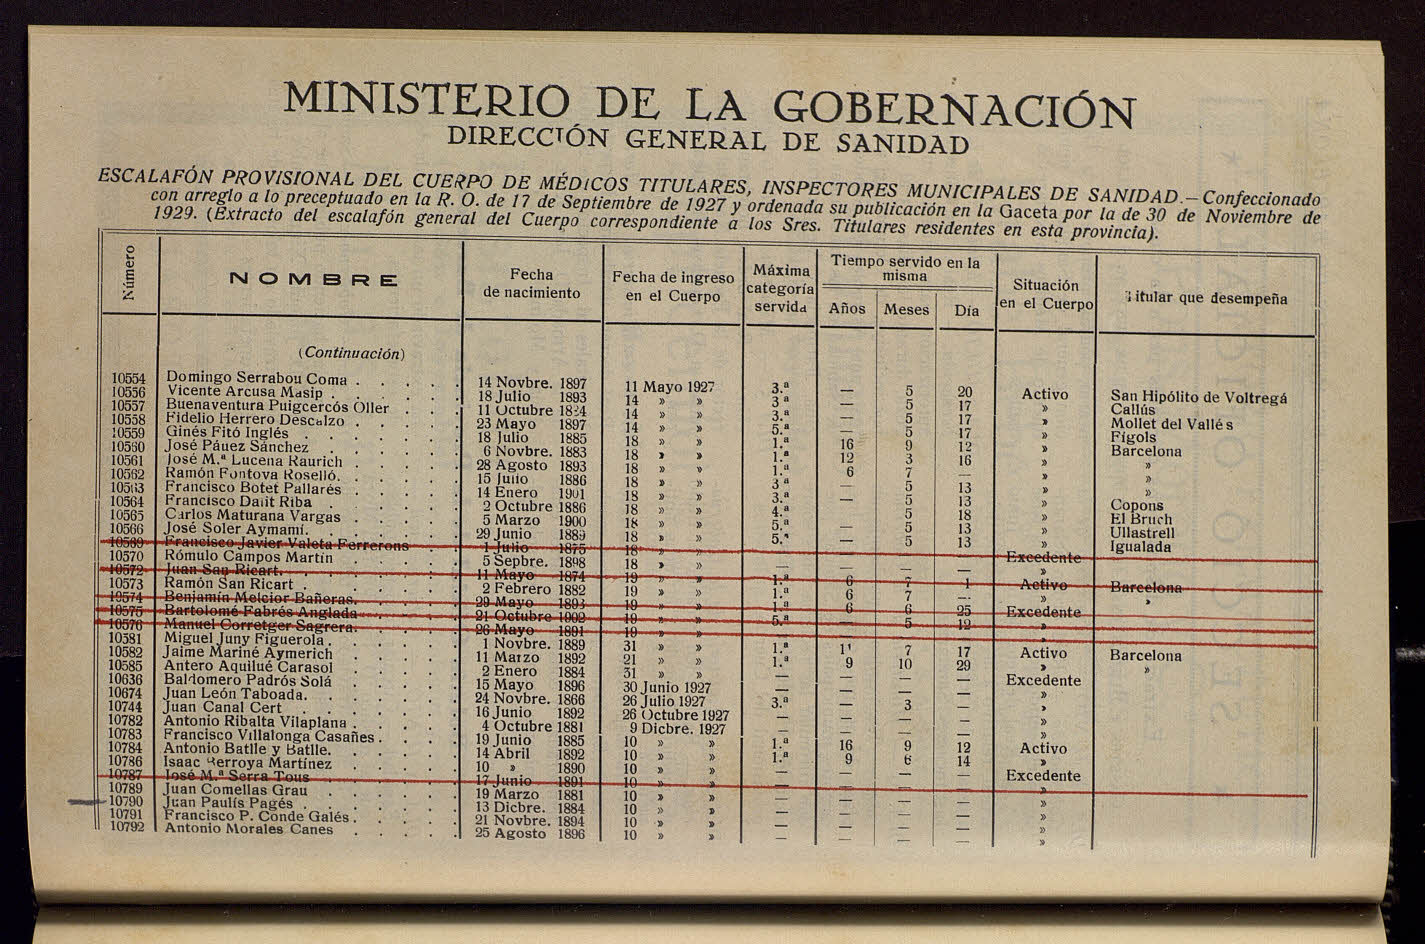 MINISTERIO DE LA GOBERNACIÓN
DIRECCIÓN GENERAL DE SANIDAD
ESCALAFÓN PROVISIONAL DEL CUERPO DE MÉDICOS TITULARES, INSPECTORES MUNICIPALES DE SANIDAD.—Confeccionado
con arreglo a lo preceptuado en la R. O. de 17 de Septiembre de 1927 y ordenada su publicación en la Gaceta por la de 30 de Noviembre de
1929. (Extracto del escalafón general del Cuerpo correspondiente a los Sres. Titulares residentes en esta provincia).
Número NOMBRE Fecha de nacimiento Fecha de ingreso en el Cuerpo Máxima categoría servida Tiempo servido en la misma Años Meses Día Situación en el Cuerpo Titular que desempeña
(Continuación)
10554 Domingo Serrabou Coma . . . . . 14 Novbre. 1897 11 Mayo 1927 3.ª — 5 20 Activo San Hipólito de Voltregá
10556 Vicente Arcusa Masip . . . . . . 18 Julio 1893 14 » » 3 ª — 5 17 » Callús
10557 Buenaventura Puigcercós Oller . . . 11 Octubre 1884 14 » » 3.ª — 5 17 » Mollet del Vallés
10558 Fidelio Herrero Descalzo . . . . . 23 Mayo 1897 14 » » 5.ª — 5 17 » Fígols
10559 Ginés Fitó Inglés . . . . . . 18 Julio 1885 18 » » 1.ª 16 9 12 » Barcelona
10560 José Páuez Sánchez . . . . . . 6 Novbre. 1883 18 » » 1.ª 12 3 16 » »
10561 José M.ª Lucena Raurich . . . . . 28 Agosto 1893 18 » » 1.ª 6 7 — » »
10562 Ramón Fontova Roselló. . . . . . 15 Junio 1886 18 » » 3 ª — 5 13 » »
10563 Francisco Botet Pallarés . . . . . 14 Enero 1901 18 » » 3.ª — 5 13 » Copons
10564 Francisco Dalit Riba . . . . . . 2 Octubre 1886 18 » » 4.ª 5 18 » El Bruch
10565 Carlos Maturana Vargas . . . . . 5 Marzo 1900 18 » » 5.ª — 5 13 » Ullastrell
10566 José Soler Aymamí. . . . . . 29 Junio 1889 18 » » 5.ª — 5 13 » Igualada
10569 Francisco Javier Valeta Ferrerons . . 1 Julio 1875 18 » » — — — Excedente
10570 Rómulo Campos Martín . . . . . 5 Sepbre. 1898 18 » » — — — — »
10572 Juan San Ricart. . . . . . 11 Mayo 1874 19 » » 1.ª 6 7 1 Activo Barcelona
10573 Ramón San Ricart . . . . . . 2 Febrero 1882 19 » » 1.ª 6 7 — » »
10574 Benjamín Melcior Bañeras. . . . . 29 Mayo 1893 19 » » 1.ª 6 6 25 Excedente
10575 Bartolomé Fabrés Anglada . . . . . 21 Octubre 1902 19 » » 5.ª — 5 12 »
10576 Manuel Corretger Sagrera. . . . . 26 Mayo 1891 19 » » — — — »
10581 Miguel Juny Figuerola. . . . . . 1 Novbre. 1889 31 » » 1.ª 11 7 17 Activo Barcelona
10582 Jaime Mariné Aymerich . . . . . 11 Marzo 1892 21 » » 1.ª 9 10 29 » »
10585 Antero Aquilué Carasol . . . . . 2 Enero 1884 31 » » — — — — Excedente
10636 Baldomero Padrós Solá . . . . . 15 Mayo 1896 30 Junio 1927 — — — — »
10674 Juan León Taboada. . . . . . 24 Novbre. 1866 26 Julio 1927 3.ª — 3 — »
10744 Juan Canal Cert . . . . . . 16 Junio 1892 26 Octubre 1927 — — — — »
10782 Antonio Ribalta Vilaplana . . . . . 4 Octubre 1881 9 Dicbre. 1927 — — — — »
10783 Francisco Villalonga Casañes . . . . 19 Junio 1885 10 » » 1.ª 16 9 12 Activo
10784 Antonio Batlle y Batlle. . . . . . 14 Abril 1892 10 » » 1.ª 9 6 14 »
10786 Isaac Berroya Martínez . . . . . 10 » 1890 10 » » — — — — Excedente
10787 José M.ª Serra Tous . . . . . . 17 Junio 1891 10 » » — — — — »
10789 Juan Comellas Grau . . . . . . 19 Marzo 1881 10 » » — — — — »
10790 Juan Paulís Pagés . . . . . . 13 Dicbre. 1884 10 » » — — — — »
10791 Francisco P. Conde Galés . . . . . 21 Novbre. 1894 10 » » — — — — »
10792 Antonio Morales Canes . . . . . 25 Agosto 1896 10 » » — — — — »